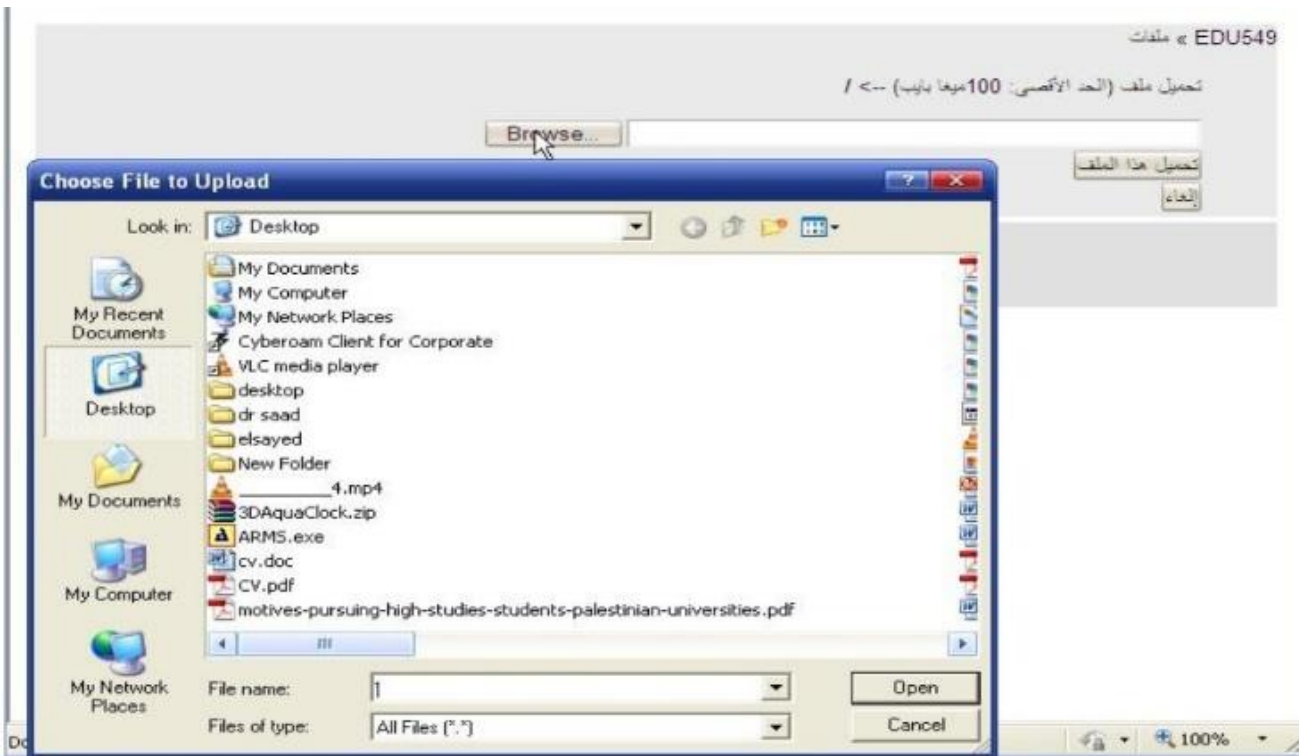 EDU549 » ملفات
تحميل ملف (الحد الأقصى: 100ميغا بايت) --> /
Browse...
تحميل هذا الملف
إلغاء
Choose File to Upload
Look in:
Desktop
My Recent Documents
Desktop
My Documents
My Computer
My Network Places
My Documents
My Computer
My Network Places
Cyberoam Client for Corporate
VLC media player
desktop
dr saad
elsayed
New Folder
__________4.mp4
3DAquaClock.zip
ARMS.exe
cv.doc
CV.pdf
motives-pursuing-high-studies-students-palestinian-universities.pdf
File name:
Open
Files of type:
All Files (*.*)
Cancel
100%